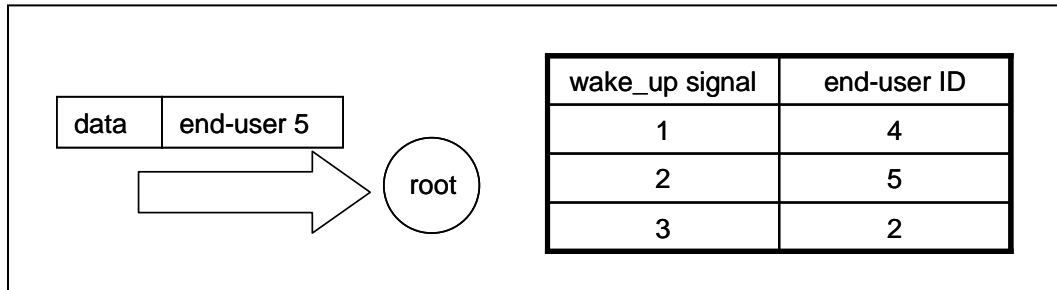 wake_up signal end-user ID
data end-user 5
1 4
root
2 5
3 2